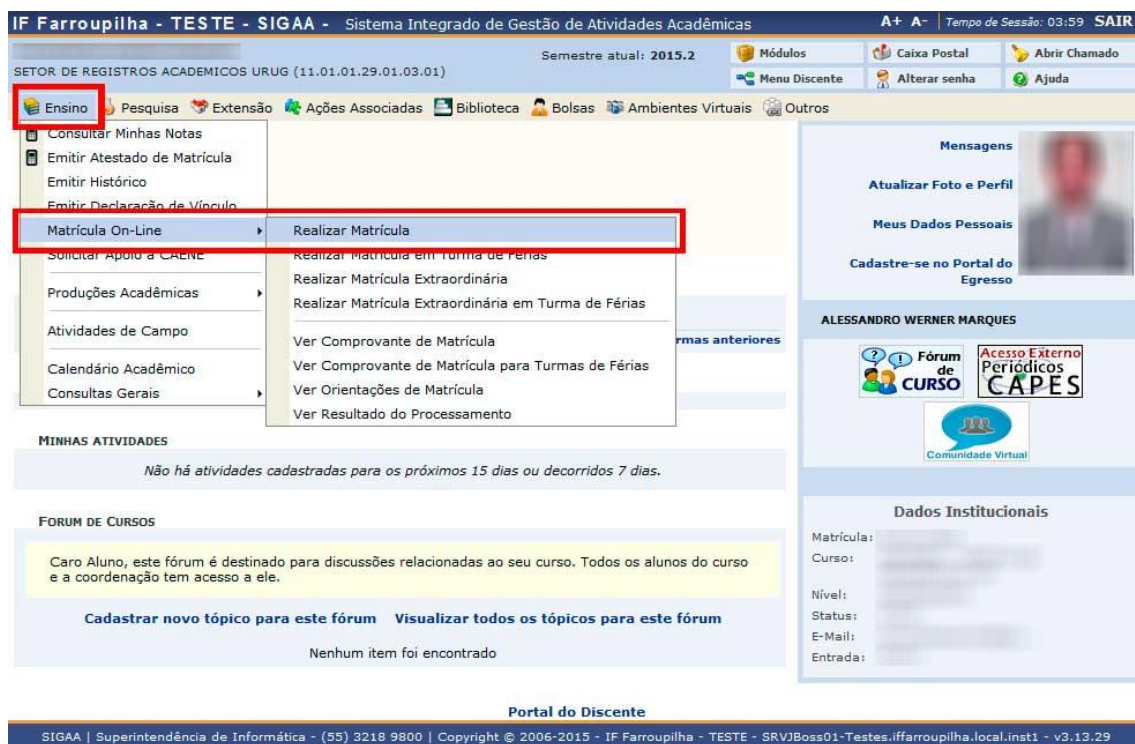 IF Farroupilha - TESTE - SIGAA - Sistema Integrado de Gestão de Atividades Acadêmicas A+ A- Tempo de Sessão: 03:59 SAIR
Semestre atual: 2015.2 Módulos Caixa Postal Abrir Chamado
SETOR DE REGISTROS ACADEMICOS URUG (11.01.01.29.01.03.01) Menu Discente Alterar senha Ajuda
Ensino Pesquisa Extensão Ações Associadas Biblioteca Bolsas Ambientes Virtuais Outros
Consultar Minhas Notas
Emitir Atestado de Matrícula
Emitir Histórico
Emitir Declaração de Vínculo
Matrícula On-Line
Solicitar Apoio a CAENE
Produções Acadêmicas
Atividades de Campo
Calendário Acadêmico
Consultas Gerais
Realizar Matrícula
Realizar Matrícula em Turma de Férias
Realizar Matrícula Extraordinária
Realizar Matrícula Extraordinária em Turma de Férias
Ver Comprovante de Matrícula
Ver Comprovante de Matrícula para Turmas de Férias
Ver Orientações de Matrícula
Ver Resultado do Processamento
rmas anteriores
MINHAS ATIVIDADES
Não há atividades cadastradas para os próximos 15 dias ou decorridos 7 dias.
FORUM DE CURSOS
Caro Aluno, este fórum é destinado para discussões relacionadas ao seu curso. Todos os alunos do curso
e a coordenação tem acesso a ele.
Cadastrar novo tópico para este fórum Visualizar todos os tópicos para este fórum
Nenhum item foi encontrado
Mensagens
Atualizar Foto e Perfil
Meus Dados Pessoais
Cadastre-se no Portal do
Egresso
ALESSANDRO WERNER MARQUES
Fórum
de
CURSO
Acesso Externo
Periódicos
CAPES
Comunidade Virtual
Dados Institucionais
Matrícula:
Curso:
Nível:
Status:
E-Mail:
Entrada:
Portal do Discente
SIGAA | Superintendência de Informática - (55) 3218 9800 | Copyright © 2006-2015 - IF Farroupilha - TESTE - SRVJBoss01-Testes.iffarroupilha.local.inst1 - v3.13.29